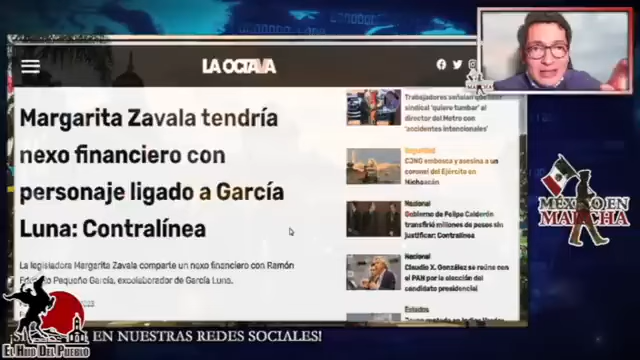 LA OCTAVA
Margarita Zavala tendría
nexo financiero con
personaje ligado a García
Luna: Contralínea
La legisladora Margarita Zavala comparte un nexo financiero con Ramón
Pequeño García, excolaborador de García Luna.
Trabajadores señalan que
sindical 'quiere tumbar' al
director del Metro con
'accidentes intencionales'
Seguridad
CJNG embosca y asesina a un
coronel del Ejército en
Michoacán
Nacional
Gobierno de Felipe Calderón
transfirió millones de pesos sin
justificar: Contralínea
Nacional
Claudio X. González se reúne con
el PAN por la elección del
candidato presidencial
Estados
MÉXICO EN
MARCHA
EN NUESTRAS REDES SOCIALES!
EL HIJO DEL PUEBLO